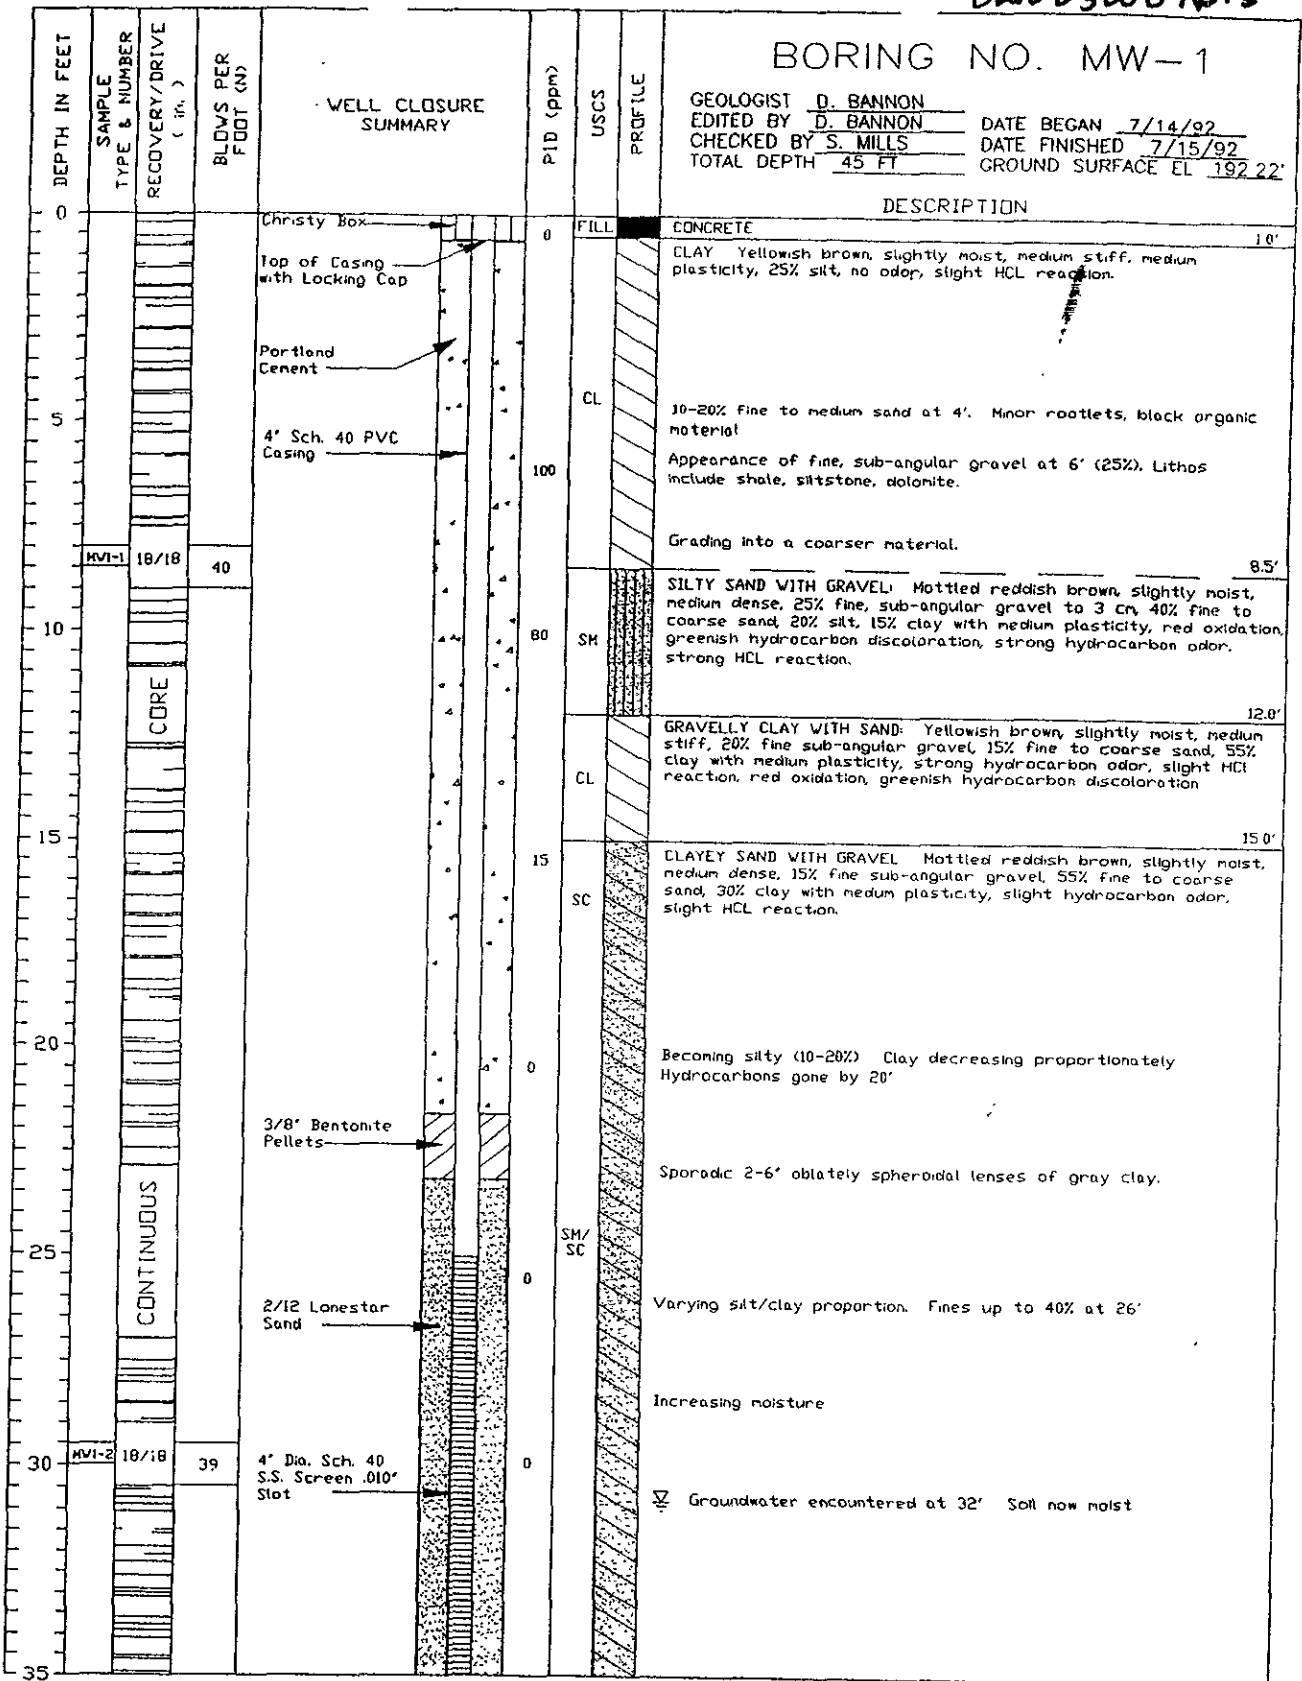 BORING NO. MW-1
GEOLOGIST D. BANNON
EDITED BY D. BANNON
CHECKED BY S. MILLS
TOTAL DEPTH 45 FT
DATE BEGAN 7/14/92
DATE FINISHED 7/15/92
GROUND SURFACE EL 192 22'
DEPTH IN FEET
SAMPLE
TYPE & NUMBER
RECOVERY/DRIVE
( in. )
BLOWS PER
FOOT (N)
WELL CLOSURE
SUMMARY
PID (ppm)
USCS
PROFILE
DESCRIPTION
0
Christy Box
0
FILL
CONCRETE
1 0'
Top of Casing
with Locking Cap
CLAY Yellowish brown, slightly moist, medium stiff, medium
plasticity, 25% silt, no odor, slight HCL reaction.
Portland
Cement
CL
5
10-20% fine to medium sand at 4'. Minor rootlets, black organic
material
4' Sch. 40 PVC
Casing
100
Appearance of fine, sub-angular gravel at 6' (25%). Lithos
include shale, siltstone, dolomite.
Grading into a coarser material.
MW1-1
18/18
40
8.5'
SILTY SAND WITH GRAVEL: Mottled reddish brown, slightly moist,
medium dense, 25% fine, sub-angular gravel to 3 cm, 40% fine to
coarse sand, 20% silt, 15% clay with medium plasticity, red oxidation,
greenish hydrocarbon discoloration, strong hydrocarbon odor,
strong HCL reaction.
10
80
SM
CORE
12.0'
GRAVELLY CLAY WITH SAND: Yellowish brown, slightly moist, medium
stiff, 20% fine sub-angular gravel, 15% fine to coarse sand, 55%
clay with medium plasticity, strong hydrocarbon odor, slight HCl
reaction, red oxidation, greenish hydrocarbon discoloration
CL
15
15 0'
15
SC
CLAYEY SAND WITH GRAVEL Mottled reddish brown, slightly moist,
medium dense, 15% fine sub-angular gravel, 55% fine to coarse
sand, 30% clay with medum plasticity, slight hydrocarbon odor,
slight HCL reaction.
20
0
Becoming silty (10-20%) Clay decreasing proportionately
Hydrocarbons gone by 20'
3/8' Bentonite
Pellets
Sporadic 2-6' oblately spheroidal lenses of gray clay.
CONTINUOUS
25
SM/
SC
0
2/12 Lonestar
Sand
Varying silt/clay proportion. Fines up to 40% at 26'
Increasing moisture
MW1-2
18/18
39
30
4' Dia. Sch. 40
S.S. Screen .010'
Slot
0
Groundwater encountered at 32' Soil now moist
35